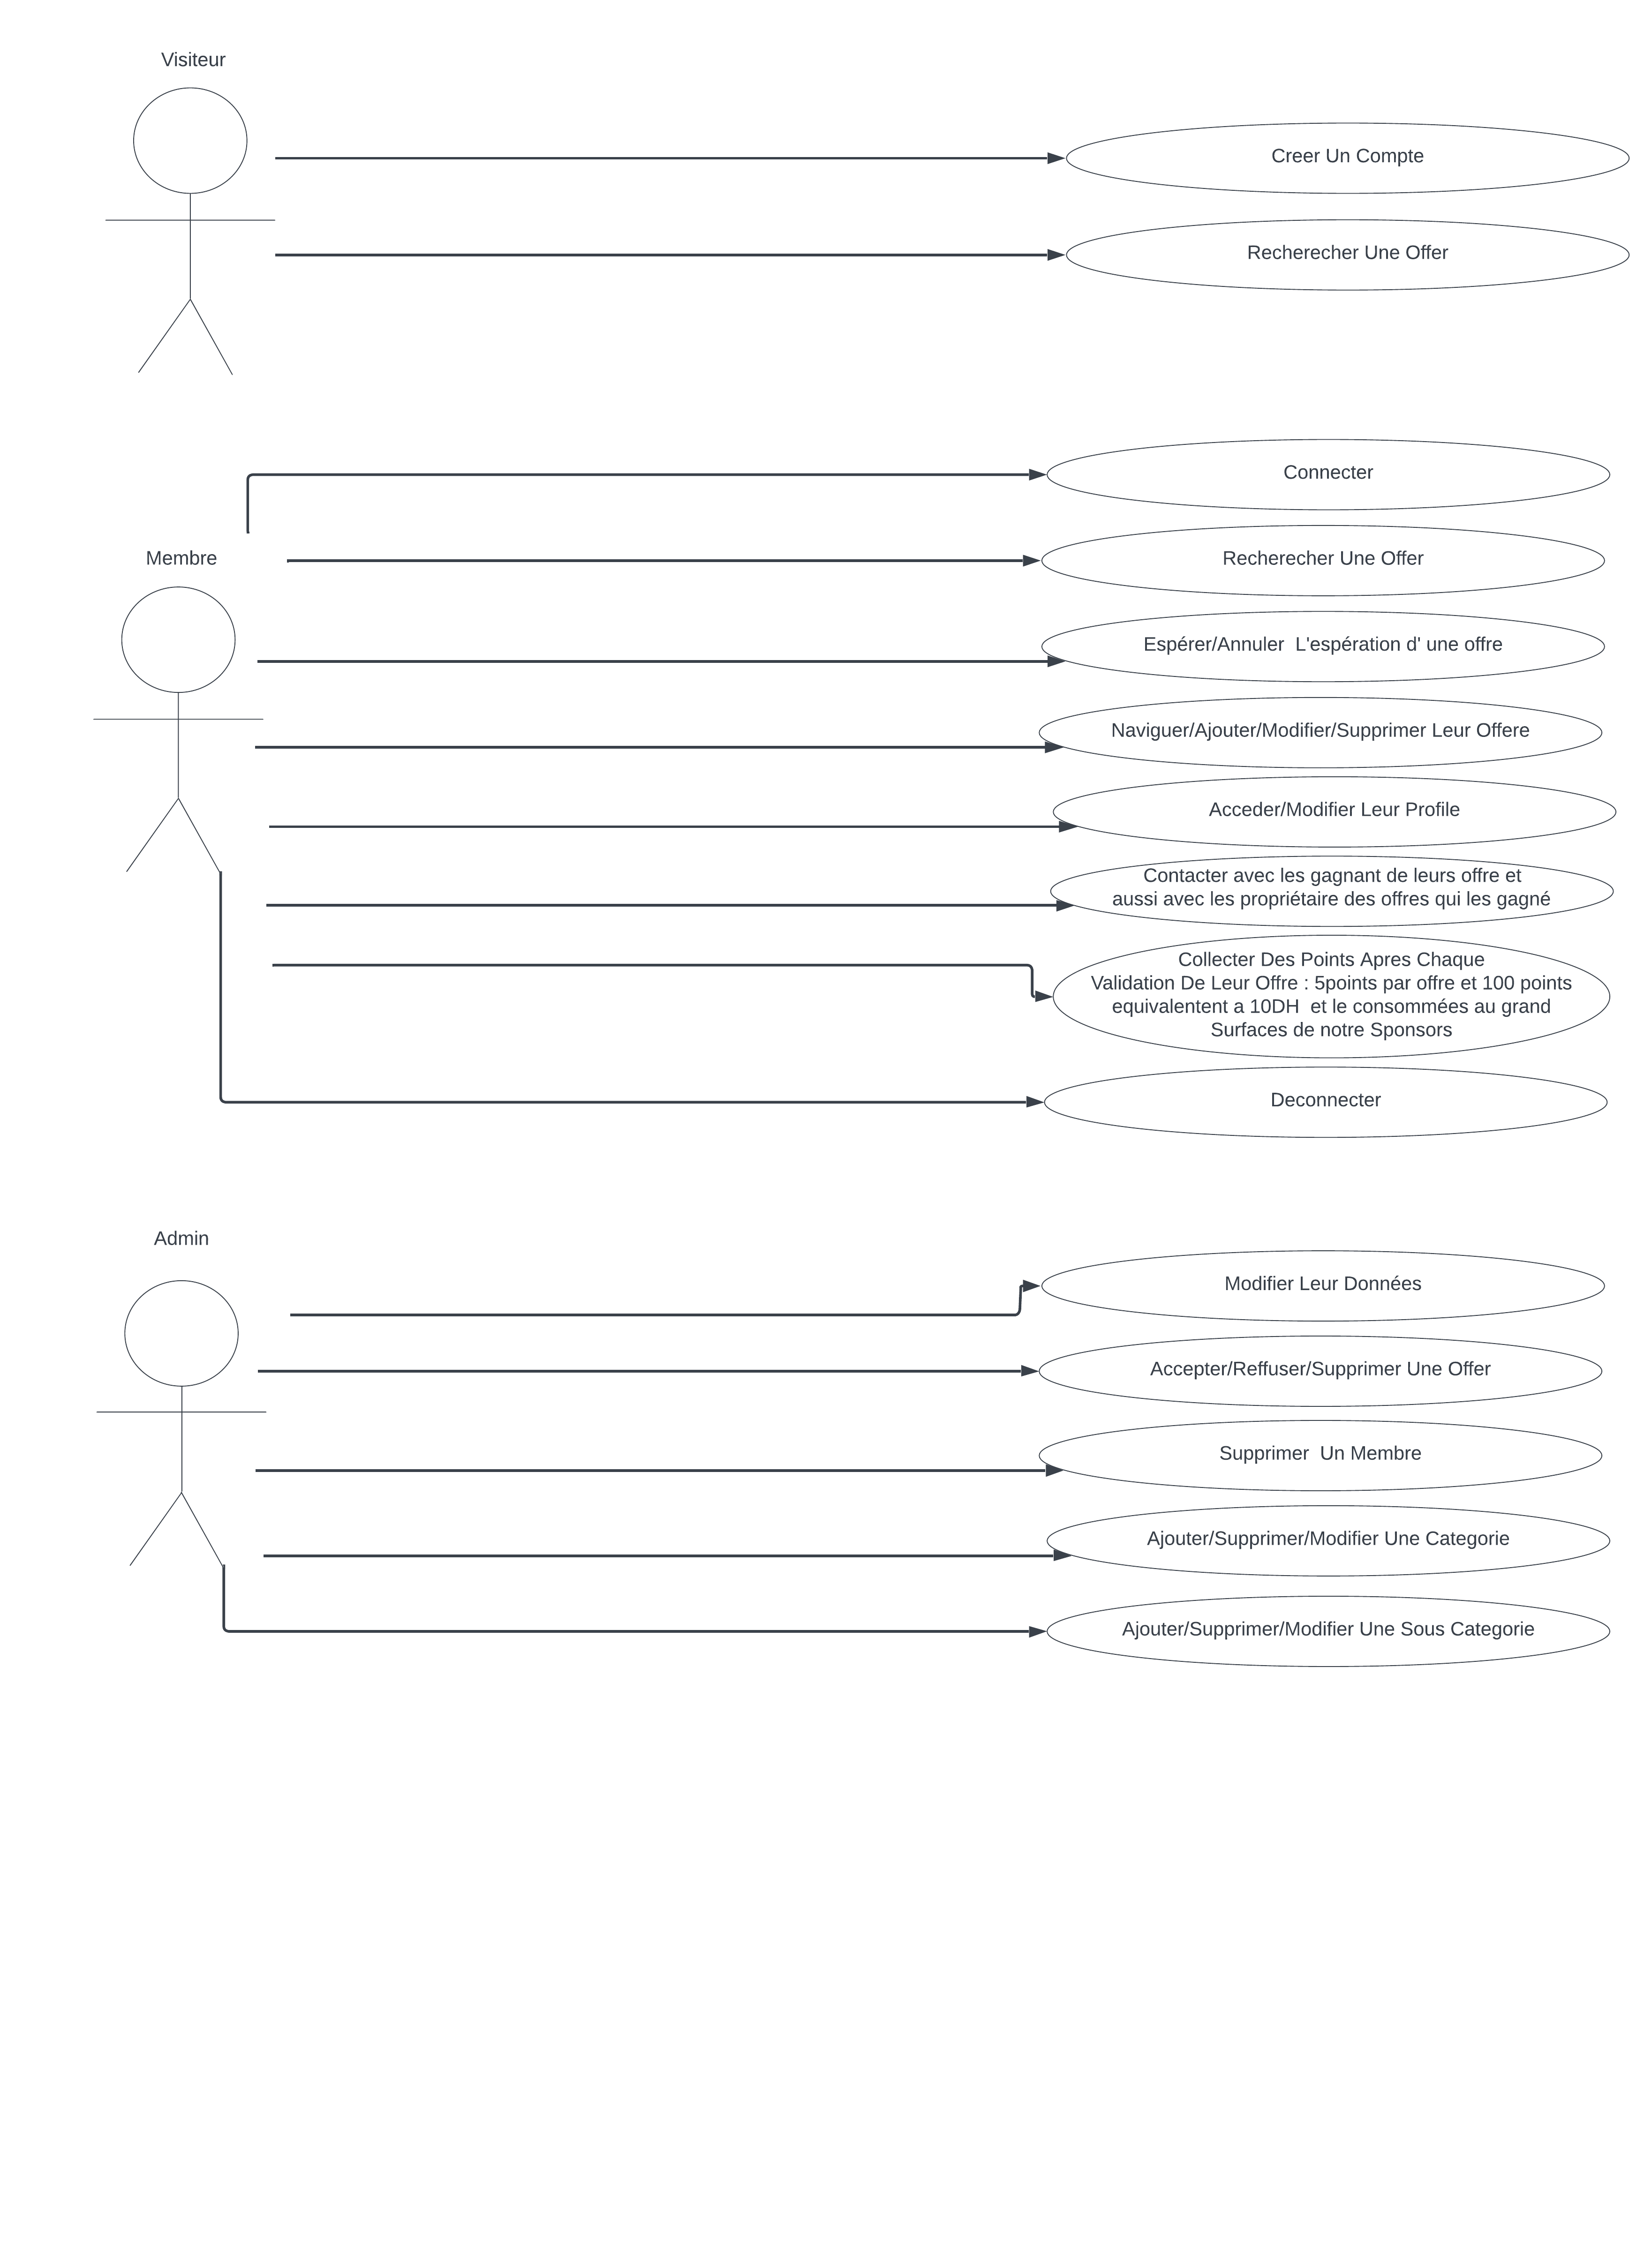 Visiteur
Creer Un Compte
Recherecher Une Offer
Connecter
Membre
Recherecher Une Offer
Espérer/Annuler  L'espération d' une offre
Naviguer/Ajouter/Modifier/Supprimer Leur Offere
Acceder/Modifier Leur Profile
Contacter avec les gagnant de leurs offre et
aussi avec les propriétaire des offres qui les gagné
Collecter Des Points Apres Chaque
Validation De Leur Offre : 5points par offre et 100 points
equivalentent a 10DH  et le consommées au grand
Surfaces de notre Sponsors
Deconnecter
Admin
Modifier Leur Données
Accepter/Reffuser/Supprimer Une Offer
Supprimer  Un Membre
Ajouter/Supprimer/Modifier Une Categorie
Ajouter/Supprimer/Modifier Une Sous Categorie